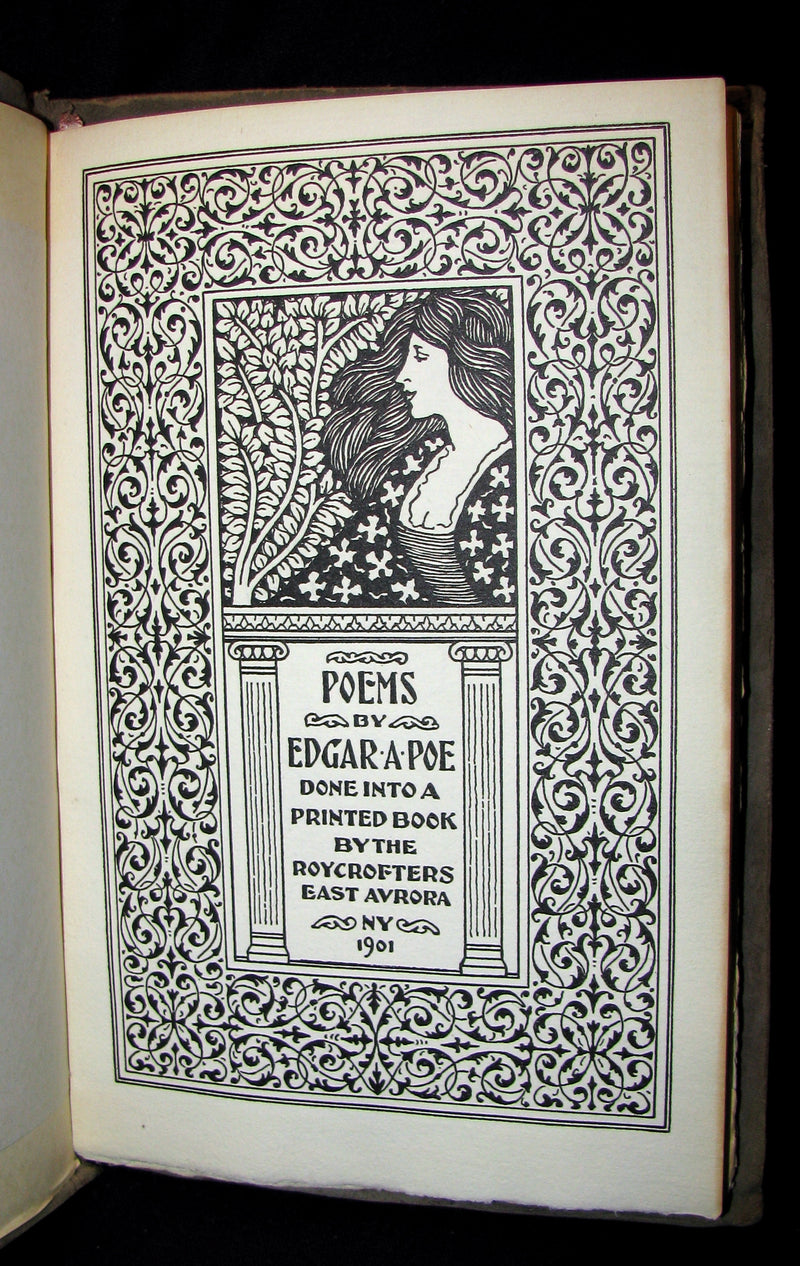 POEMS
BY
EDGAR·A·POE
DONE INTO A
PRINTED BOOK
BY THE
ROYCROFTERS
EAST AVRORA
NY
1901